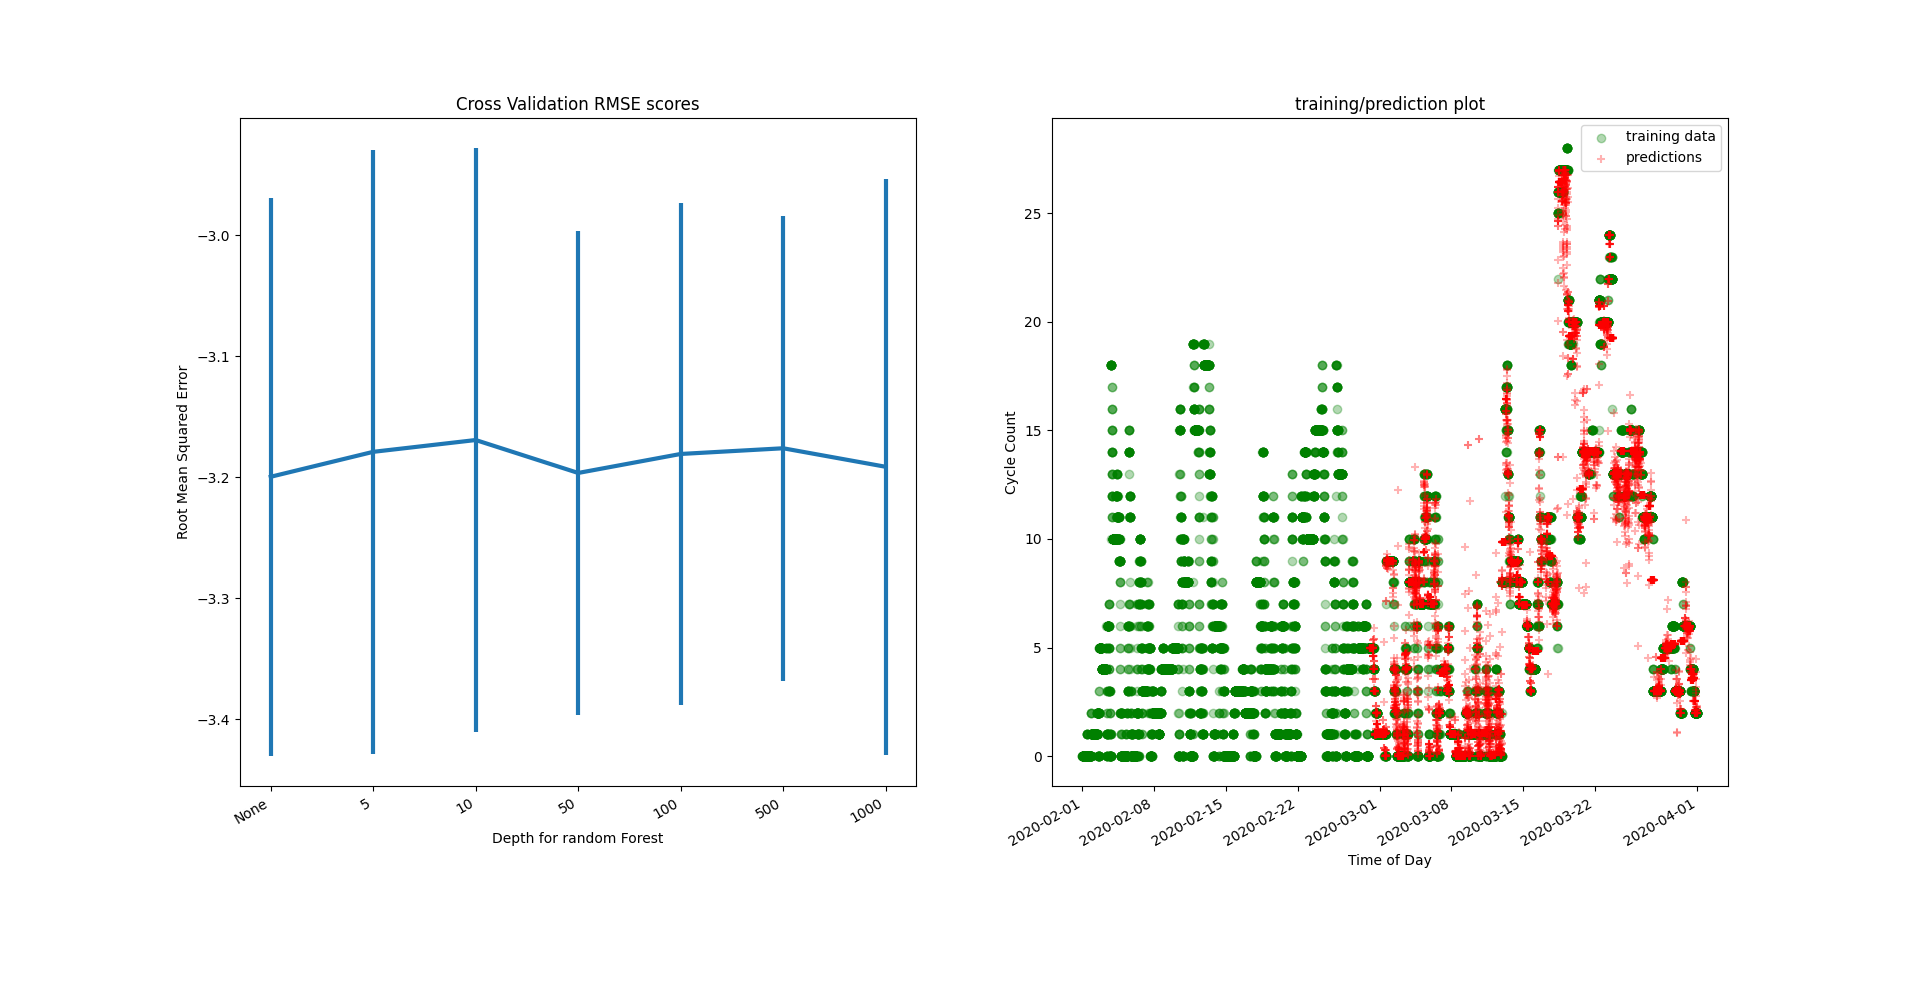 Cross Validation RMSE scores
Root Mean Squared Error
−3.0
−3.1
−3.2
−3.3
−3.4
None
5
10
50
100
500
1000
Depth for random Forest
training/prediction plot
training data
predictions
Cycle Count
25
20
15
10
5
0
2020-02-01
2020-02-08
2020-02-15
2020-02-22
2020-03-01
2020-03-08
2020-03-15
2020-03-22
2020-04-01
Time of Day